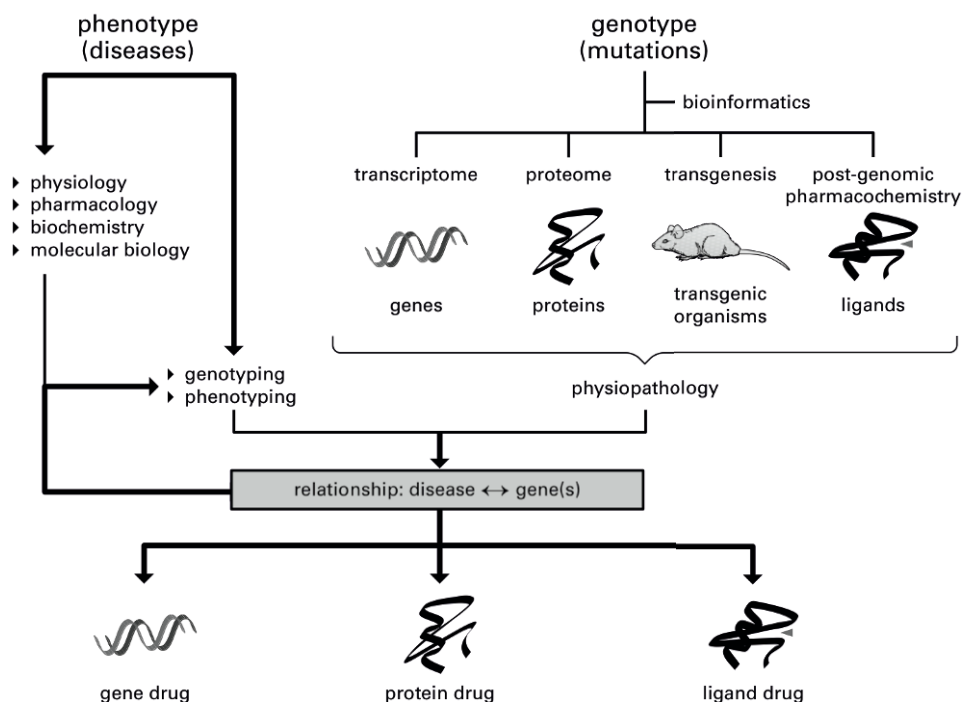 phenotype
(diseases)
genotype
(mutations)
bioinformatics
physiology
pharmacology
biochemistry
molecular biology
transcriptome
proteome
transgenesis
post-genomic
pharmacochemistry
genes
proteins
transgenic
organisms
ligands
genotyping
phenotyping
physiopathology
relationship: disease ↔ gene(s)
gene drug
protein drug
ligand drug